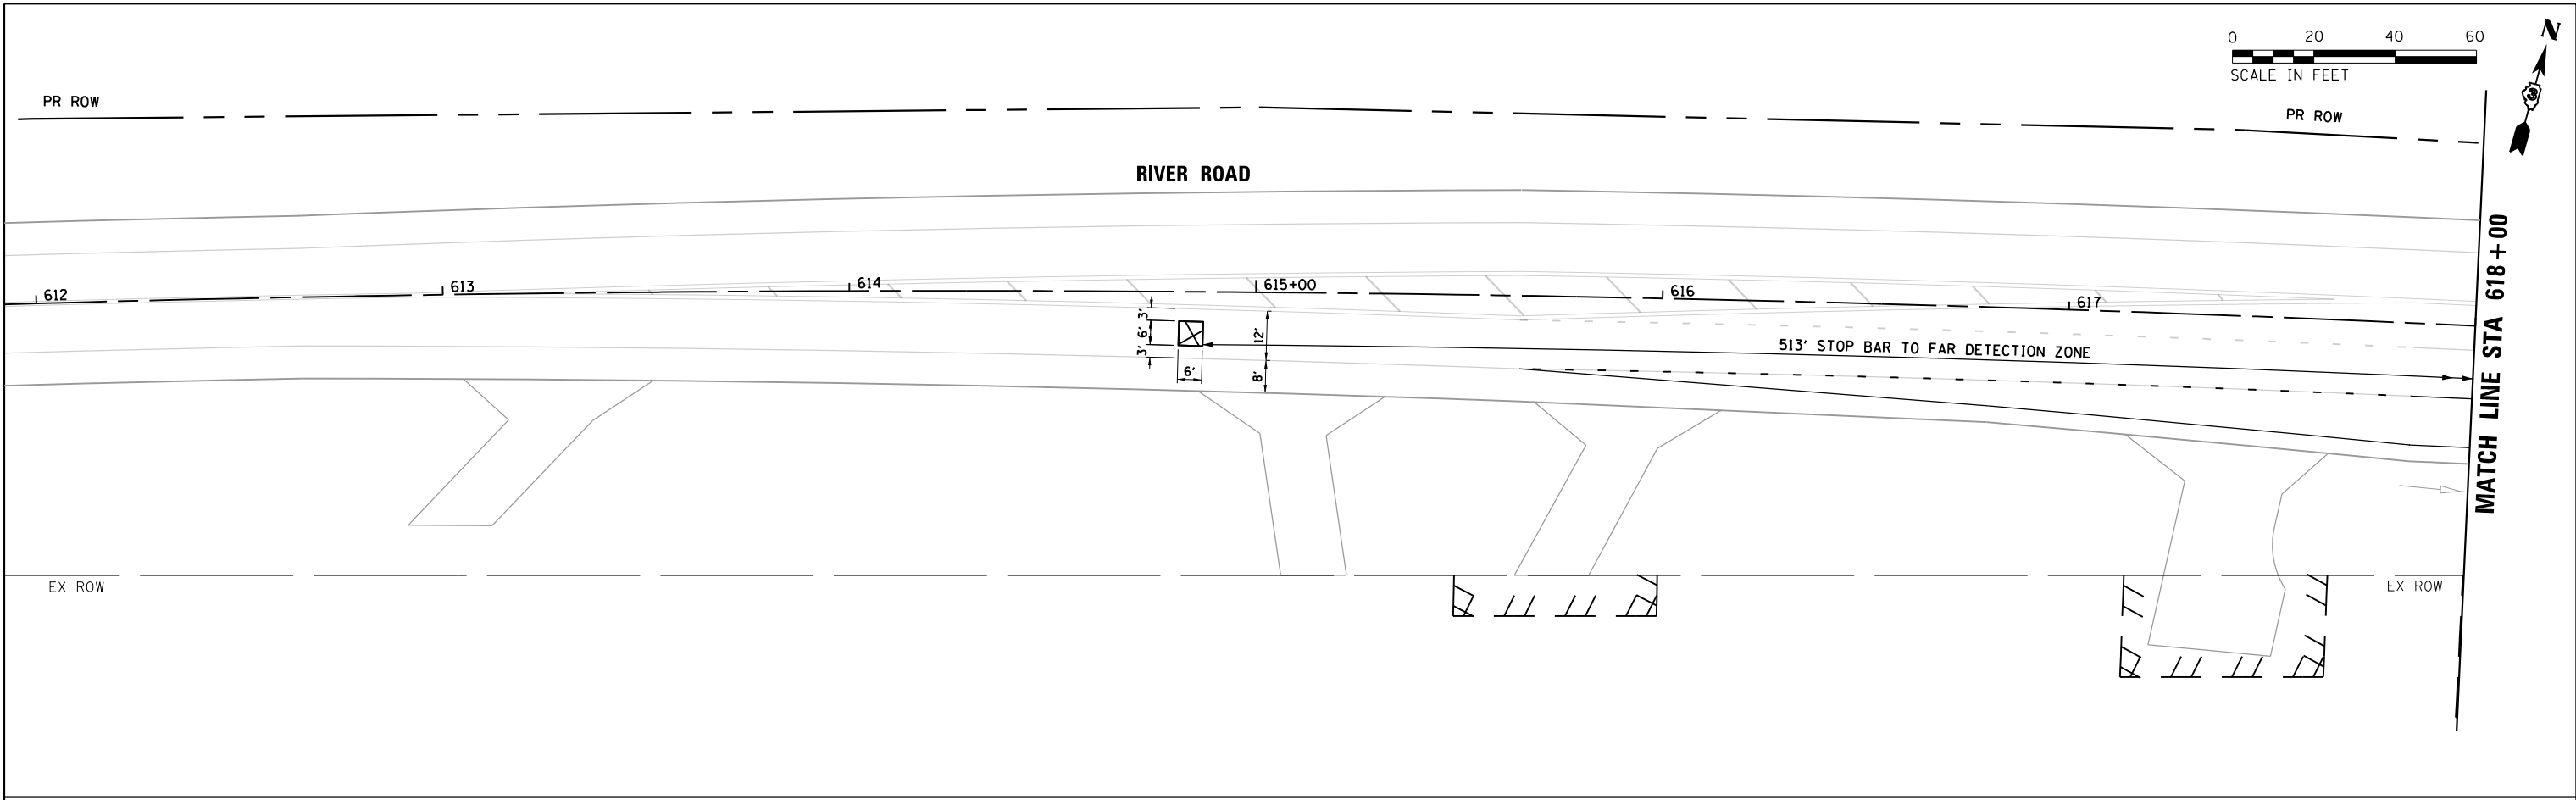 0 20 40 60
SCALE IN FEET
N
PR ROW
PR ROW
RIVER ROAD
612
613
614
615+00
616
617
3'
6'
3'
6'
12'
8'
513' STOP BAR TO FAR DETECTION ZONE
MATCH LINE STA 618+00
EX ROW
EX ROW